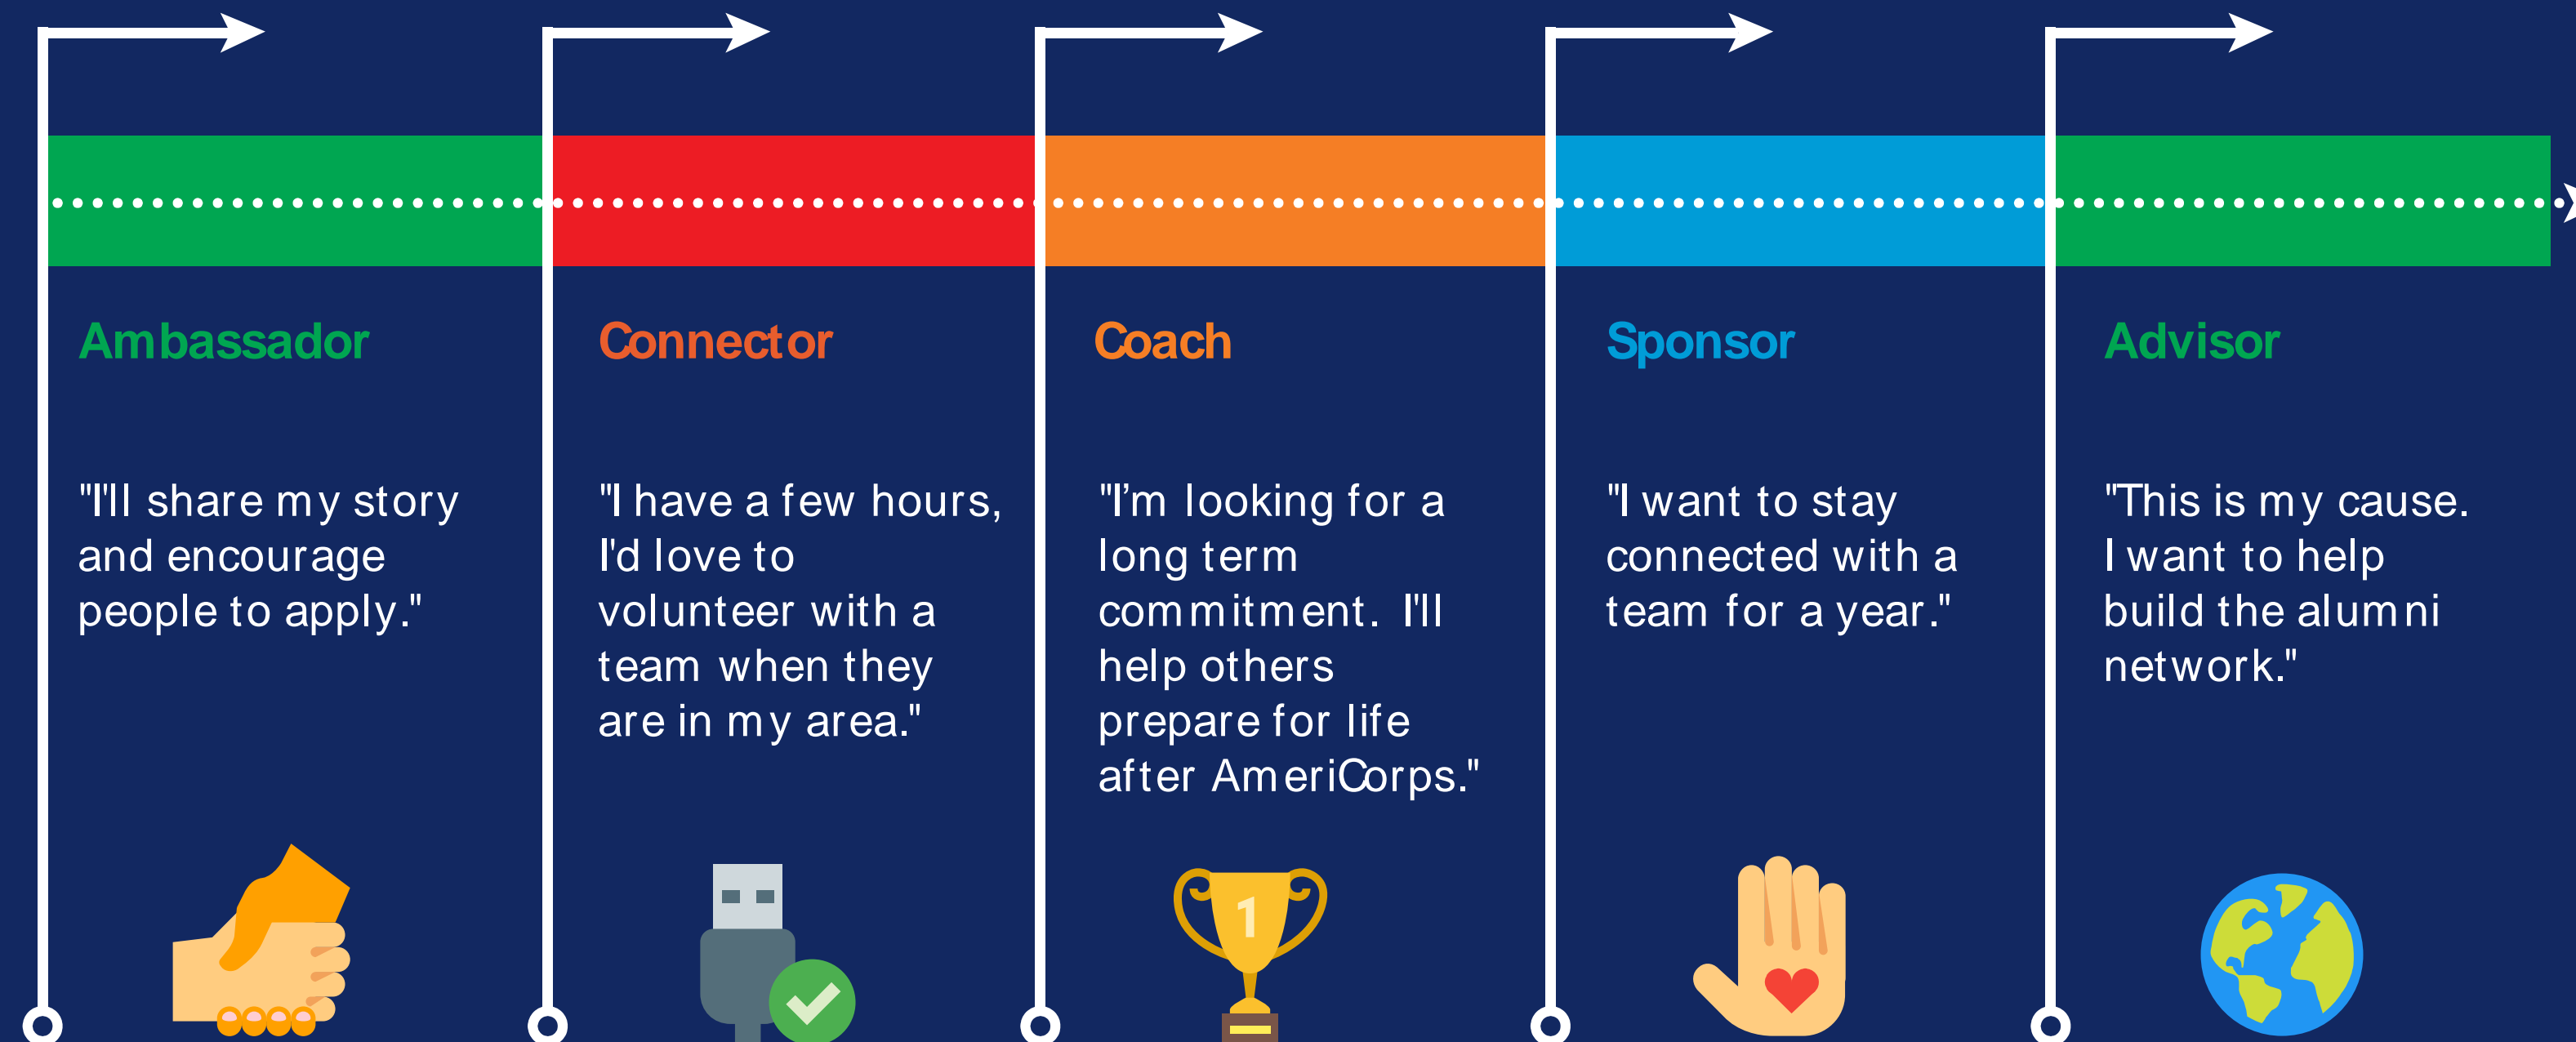 Ambassador
"I'll share my story
and encourage
people to apply."
Connector
"I have a few hours,
I'd love to
volunteer with a
team when they
are in my area."
Coach
"I’m looking for a
long term
commitment. I'll
help others
prepare for life
after AmeriCorps."
1
Sponsor
"I want to stay
connected with a
team for a year."
Advisor
"This is my cause.
I want to help
build the alumni
network."